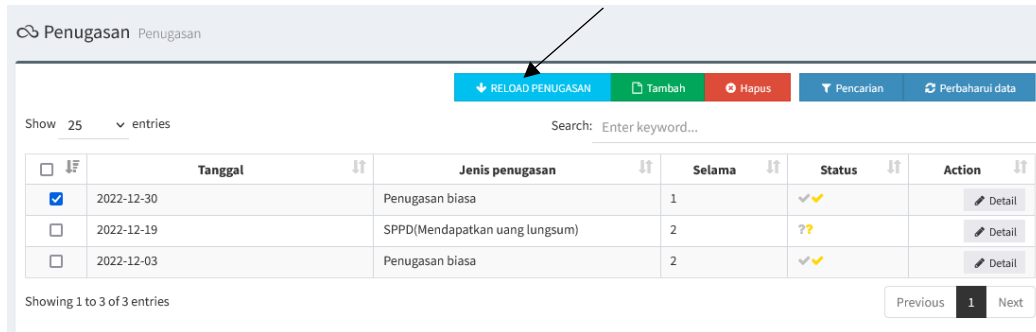 Penugasan Penugasan
RELOAD PENUGASAN Tambah Hapus Pencarian Perbaharui data
Show 25 entries Search: Enter keyword...
Tanggal Jenis penugasan Selama Status Action
2022-12-30 Penugasan biasa 1 Detail
2022-12-19 SPPD(Mendapatkan uang lungsum) 2 ?? Detail
2022-12-03 Penugasan biasa 2 Detail
Showing 1 to 3 of 3 entries Previous 1 Next